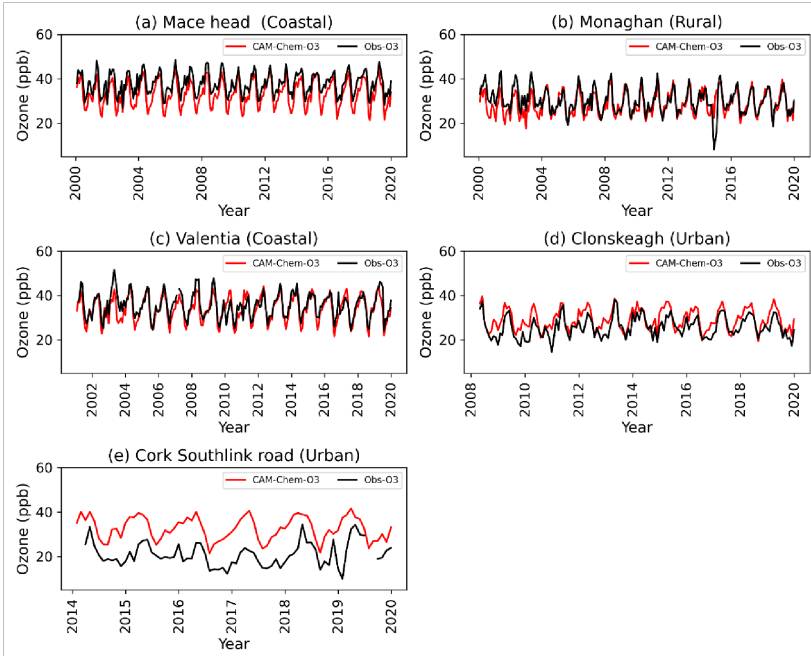 (a) Mace head  (Coastal)
CAM-Chem-O3 Obs-O3
Ozone (ppb)
60
40
20
2000 2004 2008 2012 2016 2020
Year
(b) Monaghan (Rural)
CAM-Chem-O3 Obs-O3
Ozone (ppb)
60
40
20
2000 2004 2008 2012 2016 2020
Year
(c) Valentia (Coastal)
CAM-Chem-O3 Obs-O3
Ozone (ppb)
60
40
20
2002 2004 2006 2008 2010 2012 2014 2016 2018 2020
Year
(d) Clonskeagh (Urban)
CAM-Chem-O3 Obs-O3
Ozone (ppb)
60
40
20
2008 2010 2012 2014 2016 2018 2020
Year
(e) Cork Southlink road (Urban)
CAM-Chem-O3 Obs-O3
Ozone (ppb)
60
40
20
2014 2015 2016 2017 2018 2019 2020
Year